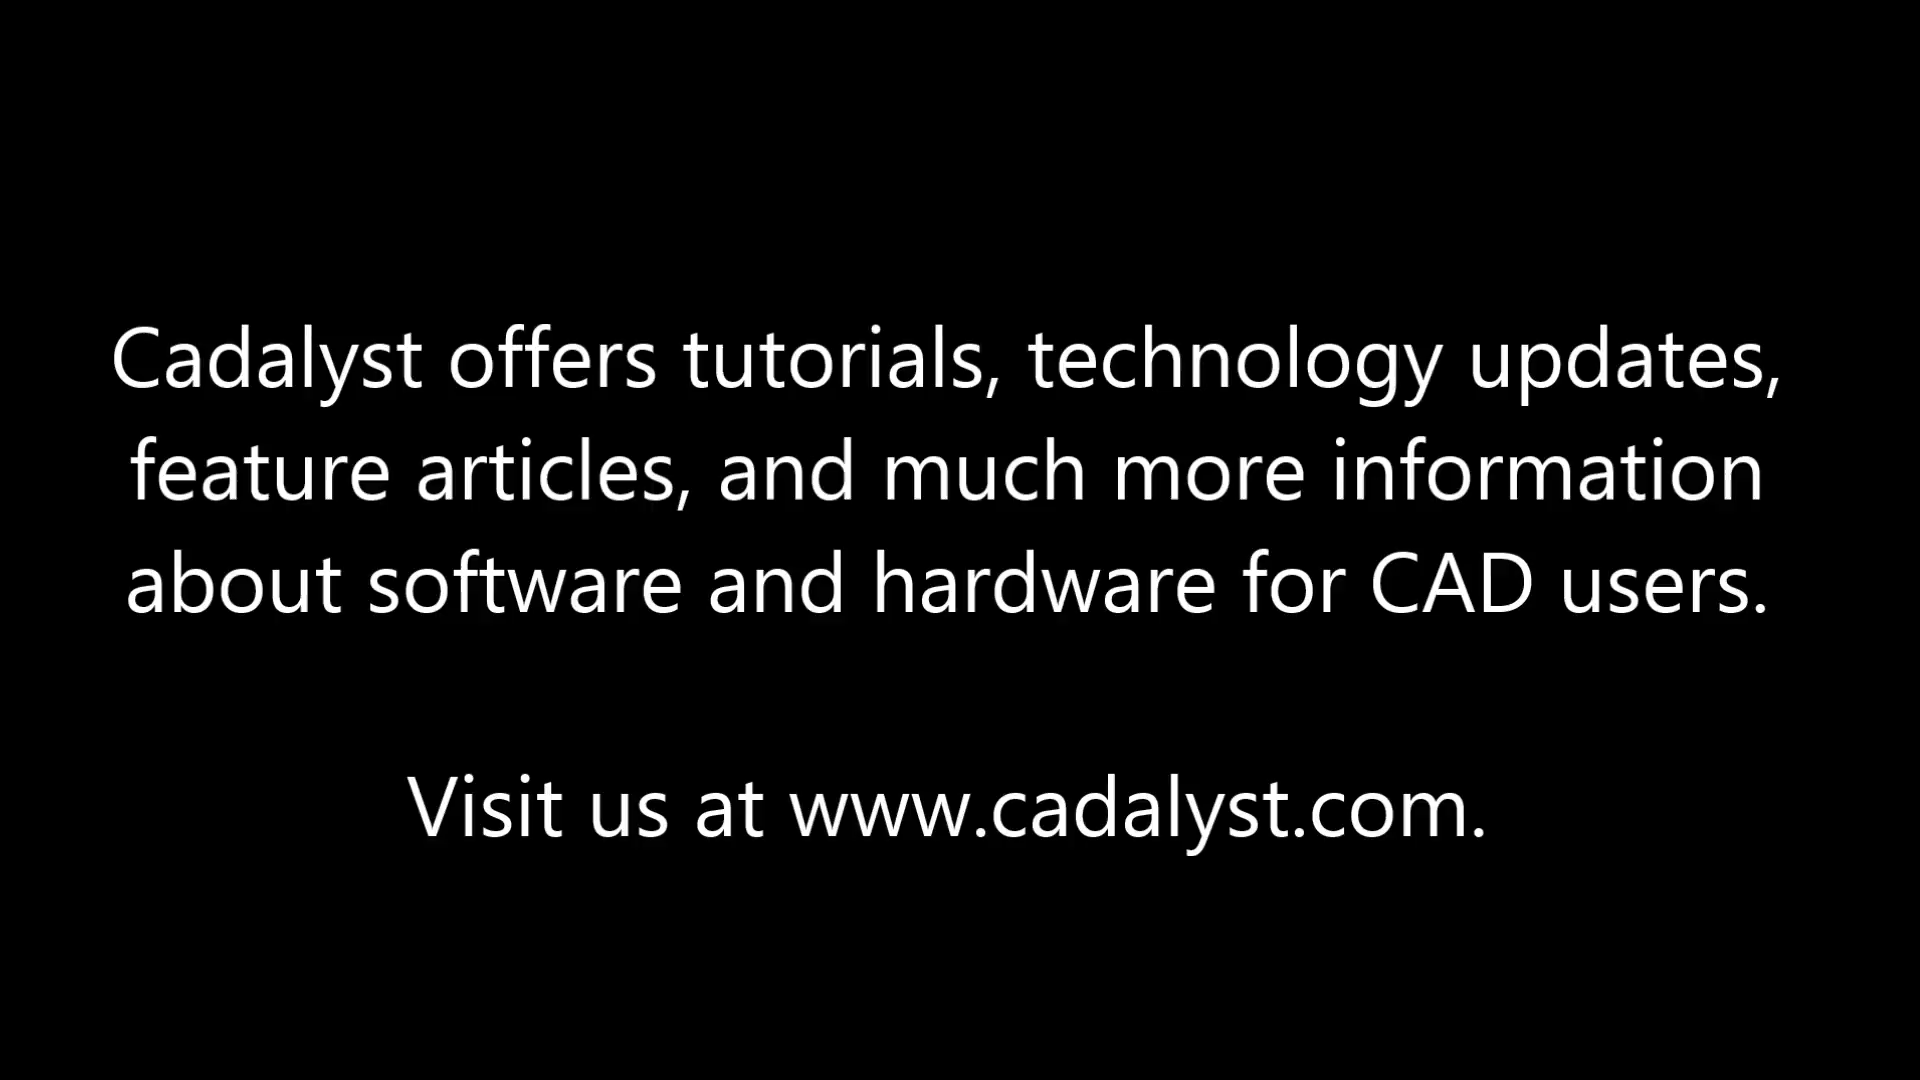 Cadalyst offers tutorials, technology updates,
feature articles, and much more information
about software and hardware for CAD users.
Visit us at www.cadalyst.com.